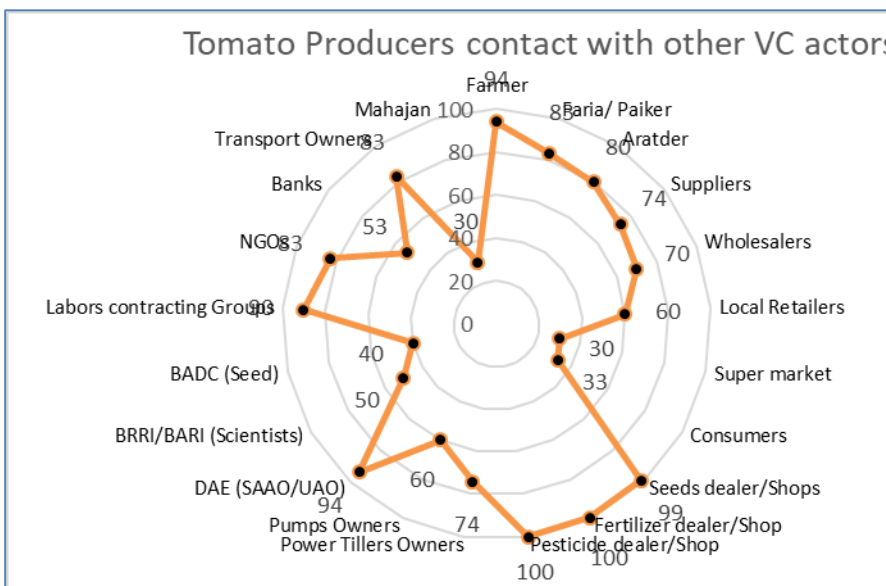 Tomato Producers contact with other VC actors
94
Farmer
Mahajan
100
83
Faria/ Paiker
Transport Owners
83
80
Aratder
80
Banks
60
Suppliers
74
53
30
NGOs
83
40
Wholesalers
70
20
Labors contracting Groups
90
0
Local Retailers
60
40
30
BADC (Seed)
Super market
50
33
BRRI/BARI (Scientists)
Consumers
DAE (SAAO/UAO)
94
60
Seeds dealer/Shops
99
Pumps Owners
74
Fertilizer dealer/Shop
100
Power Tillers Owners
Pesticide dealer/Shop
100